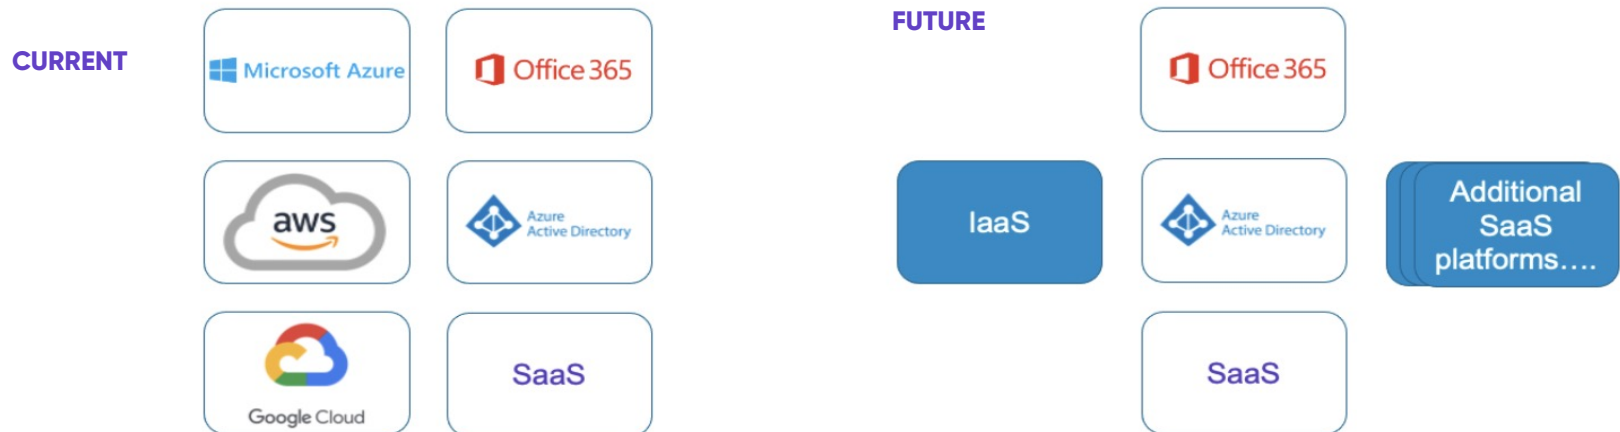 CURRENT
Microsoft Azure
Office 365
aws
Azure
Active Directory
Google Cloud
SaaS
FUTURE
Office 365
IaaS
Azure
Active Directory
Additional
SaaS
platforms....
SaaS